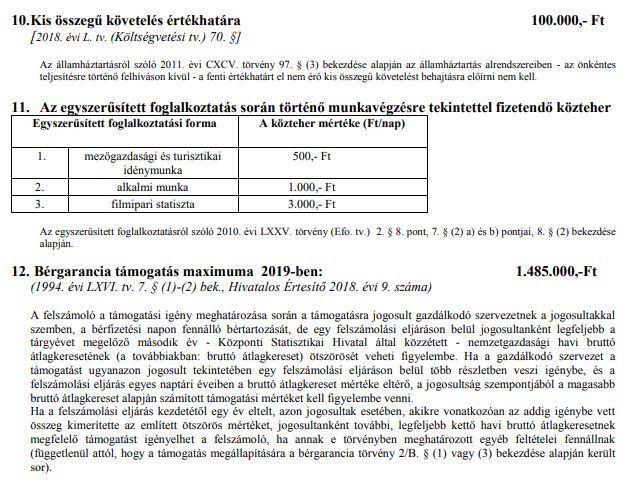 10. Kis összegű követelés értékhatára 100.000,- Ft
[2018. évi L. tv. (Költségvetési tv.) 70. §]
Az államháztartásról szóló 2011. évi CXCV. törvény 97. § (3) bekezdése alapján az államháztartás alrendszereiben - az önkéntes
teljesítésre történő felhíváson kívül - a fenti értékhatárt el nem érő kis összegű követelést behajtásra előírni nem kell.
11. Az egyszerűsített foglalkoztatás során történő munkavégzésre tekintettel fizetendő közteher
Egyszerűsített foglalkoztatási forma A közteher mértéke (Ft/nap)
1. mezőgazdasági és turisztikai idénymunka 500,- Ft
2. alkalmi munka 1.000,- Ft
3. filmipari statiszta 3.000,- Ft
Az egyszerűsített foglalkoztatásról szóló 2010. évi LXXV. törvény (Efo. tv.) 2. § 8. pont, 7. § (2) a) és b) pontjai, 8. § (2) bekezdése
alapján.
12. Bérgarancia támogatás maximuma 2019-ben: 1.485.000,-Ft
(1994. évi LXVI. tv. 7. § (1)-(2) bek., Hivatalos Értesítő 2018. évi 9. száma)
A felszámoló a támogatási igény meghatározása során a támogatásra jogosult gazdálkodó szervezetnek a jogosultakkal
szemben, a bérfizetési napon fennálló bértartozását, de egy felszámolási eljáráson belül jogosultanként legfeljebb a
tárgyévet megelőző második év - Központi Statisztikai Hivatal által közzétett - nemzetgazdasági havi bruttó
átlagkeresetének (a továbbiakban: bruttó átlagkereset) ötszörösét veheti figyelembe. Ha a gazdálkodó szervezet a
támogatást ugyanazon jogosult tekintetében egy felszámolási eljáráson belül több részletben veszi igénybe, és a
felszámolási eljárás egyes naptári éveiben a bruttó átlagkereset mértéke eltérő, a jogosultság szempontjából a magasabb
bruttó átlagkereset alapján számított támogatási mértéket kell figyelembe venni.
Ha a felszámolási eljárás kezdetétől egy év eltelt, azon jogosultak esetében, akikre vonatkozóan az addig igénybe vett
összeg kimerítette az említett ötszörös mértéket, jogosultanként további, legfeljebb kettő havi bruttó átlagkeresetnek
megfelelő támogatást igényelhet a felszámoló, ha annak e törvényben meghatározott egyéb feltételei fennállnak
(függetlenül attól, hogy a támogatás megállapítására a bérgarancia törvény 2/B. § (1) vagy (3) bekezdése alapján került
sor).